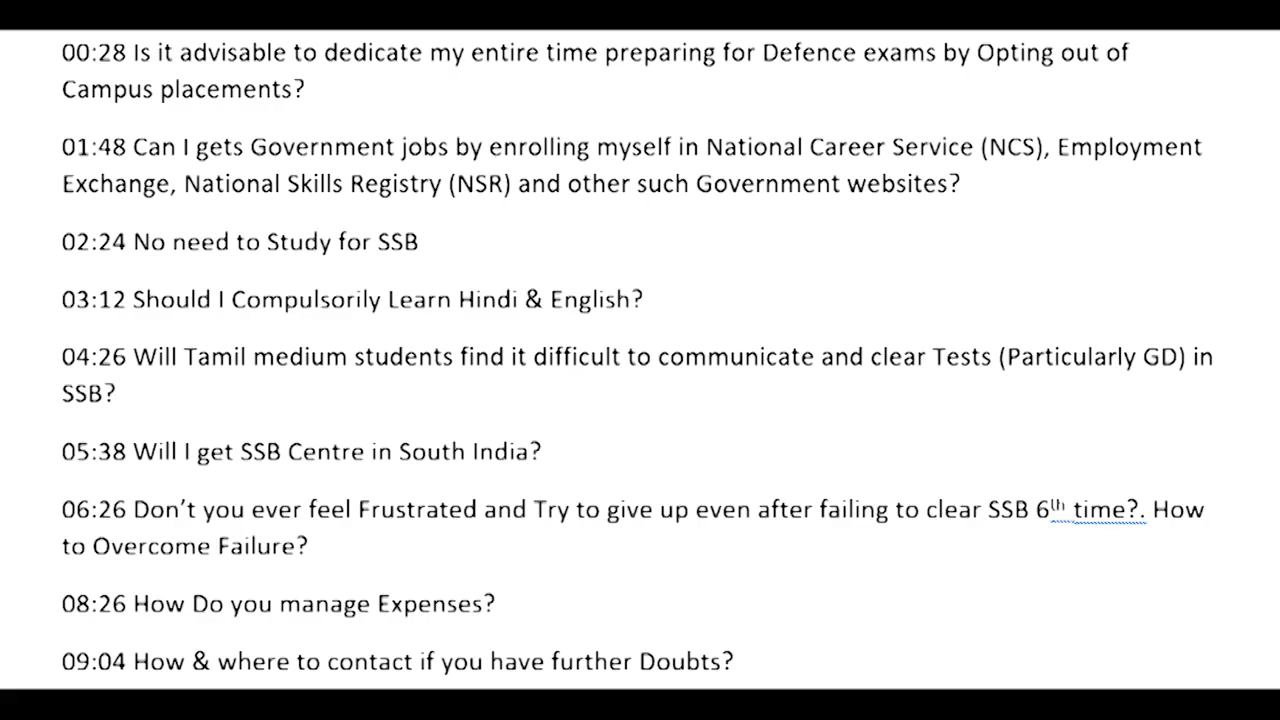 00:28 Is it advisable to dedicate my entire time preparing for Defence exams by Opting out of
Campus placements?
01:48 Can I gets Government jobs by enrolling myself in National Career Service (NCS), Employment
Exchange, National Skills Registry (NSR) and other such Government websites?
02:24 No need to Study for SSB
03:12 Should I Compulsorily Learn Hindi & English?
04:26 Will Tamil medium students find it difficult to communicate and clear Tests (Particularly GD) in
SSB?
05:38 Will I get SSB Centre in South India?
06:26 Don’t you ever feel Frustrated and Try to give up even after failing to clear SSB 6th time?. How
to Overcome Failure?
08:26 How Do you manage Expenses?
09:04 How & where to contact if you have further Doubts?